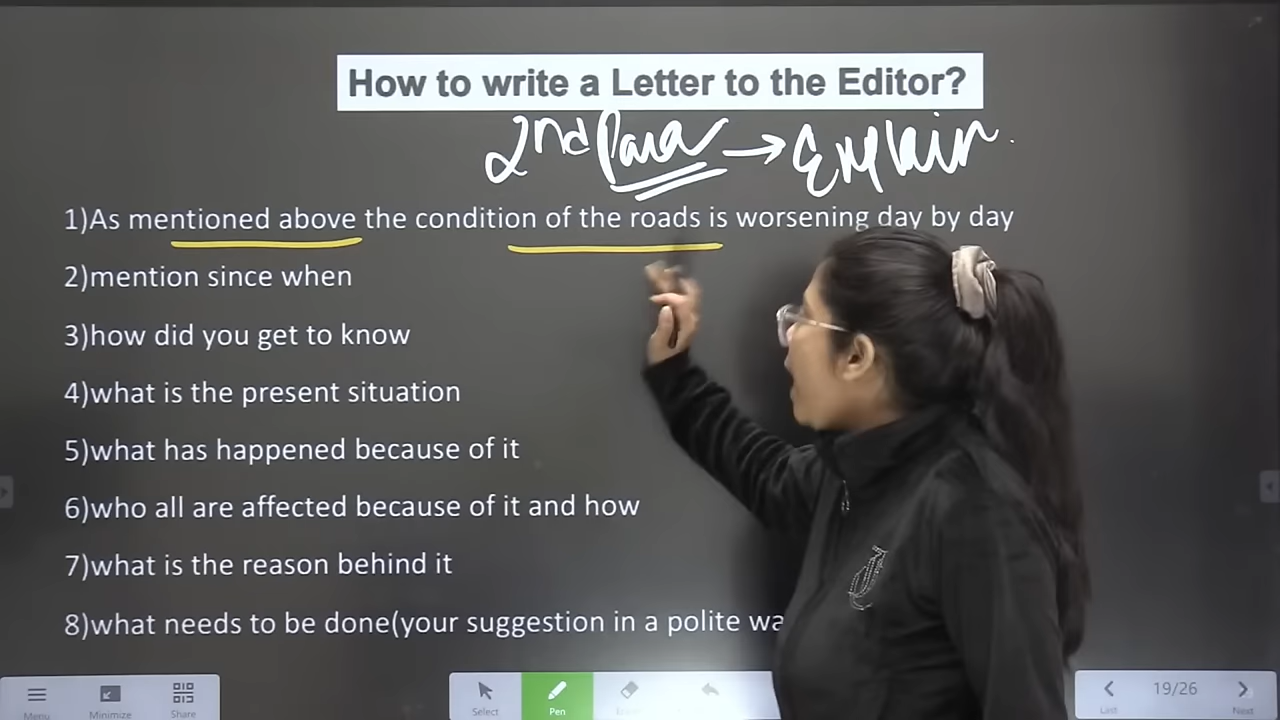 How to write a Letter to the Editor?
2nd Para → Explain.
1)As mentioned above the condition of the roads is worsening day by day
2)mention since when
3)how did you get to know
4)what is the present situation
5)what has happened because of it
6)who all are affected because of it and how
7)what is the reason behind it
8)what needs to be done(your suggestion in a polite wa
Menu Minimize Share Select Pen Last 19/26 Next